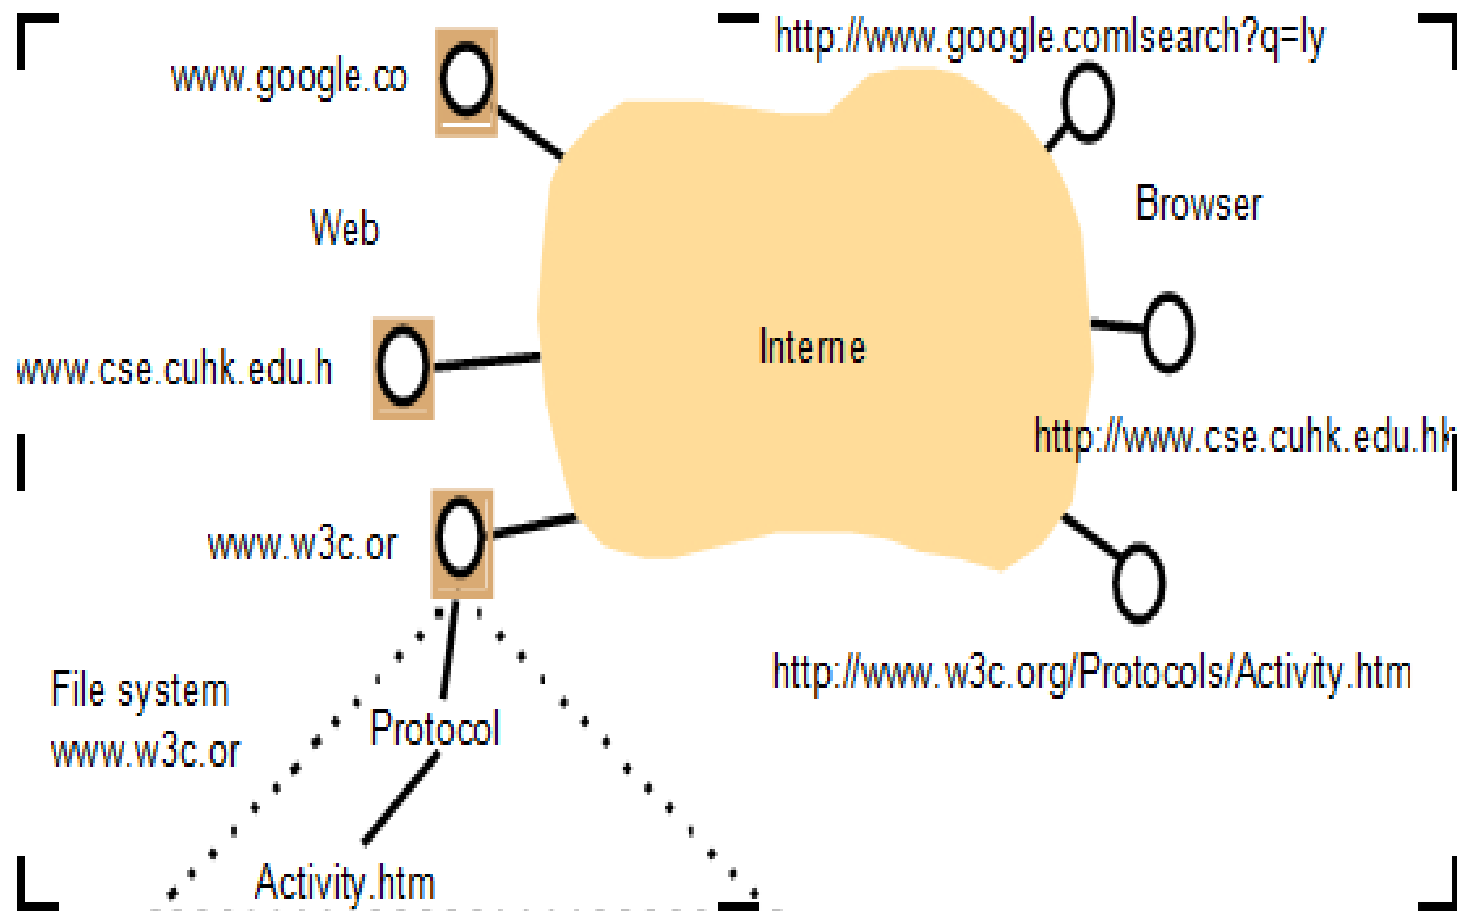 http://www.google.comlsearch?q=ly
www.google.co
Browser
Web
Interne
www.cse.cuhk.edu.h
http://www.cse.cuhk.edu.hk
www.w3c.or
http://www.w3c.org/Protocols/Activity.htm
File system
www.w3c.or
Protocol
Activity.htm